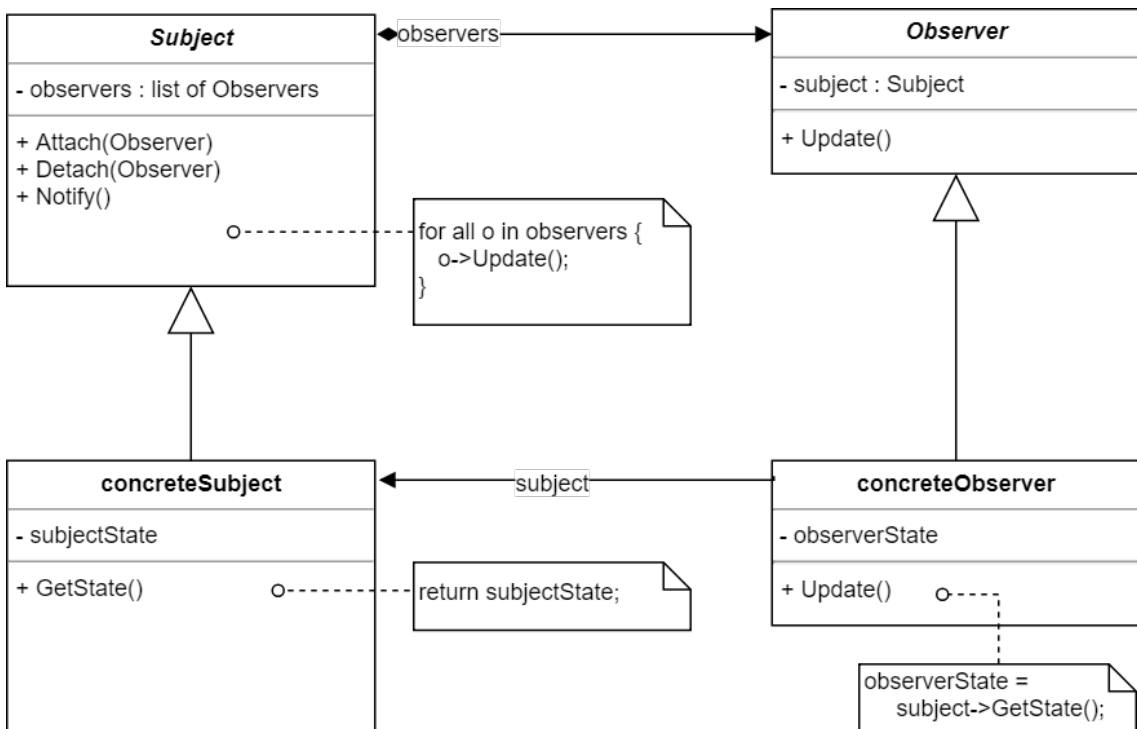 Subject
- observers : list of Observers
+ Attach(Observer)
+ Detach(Observer)
+ Notify()
observers
Observer
- subject : Subject
+ Update()
for all o in observers {
o->Update();
}
concreteSubject
- subjectState
+ GetState()
return subjectState;
subject
concreteObserver
- observerState
+ Update()
observerState =
subject->GetState();